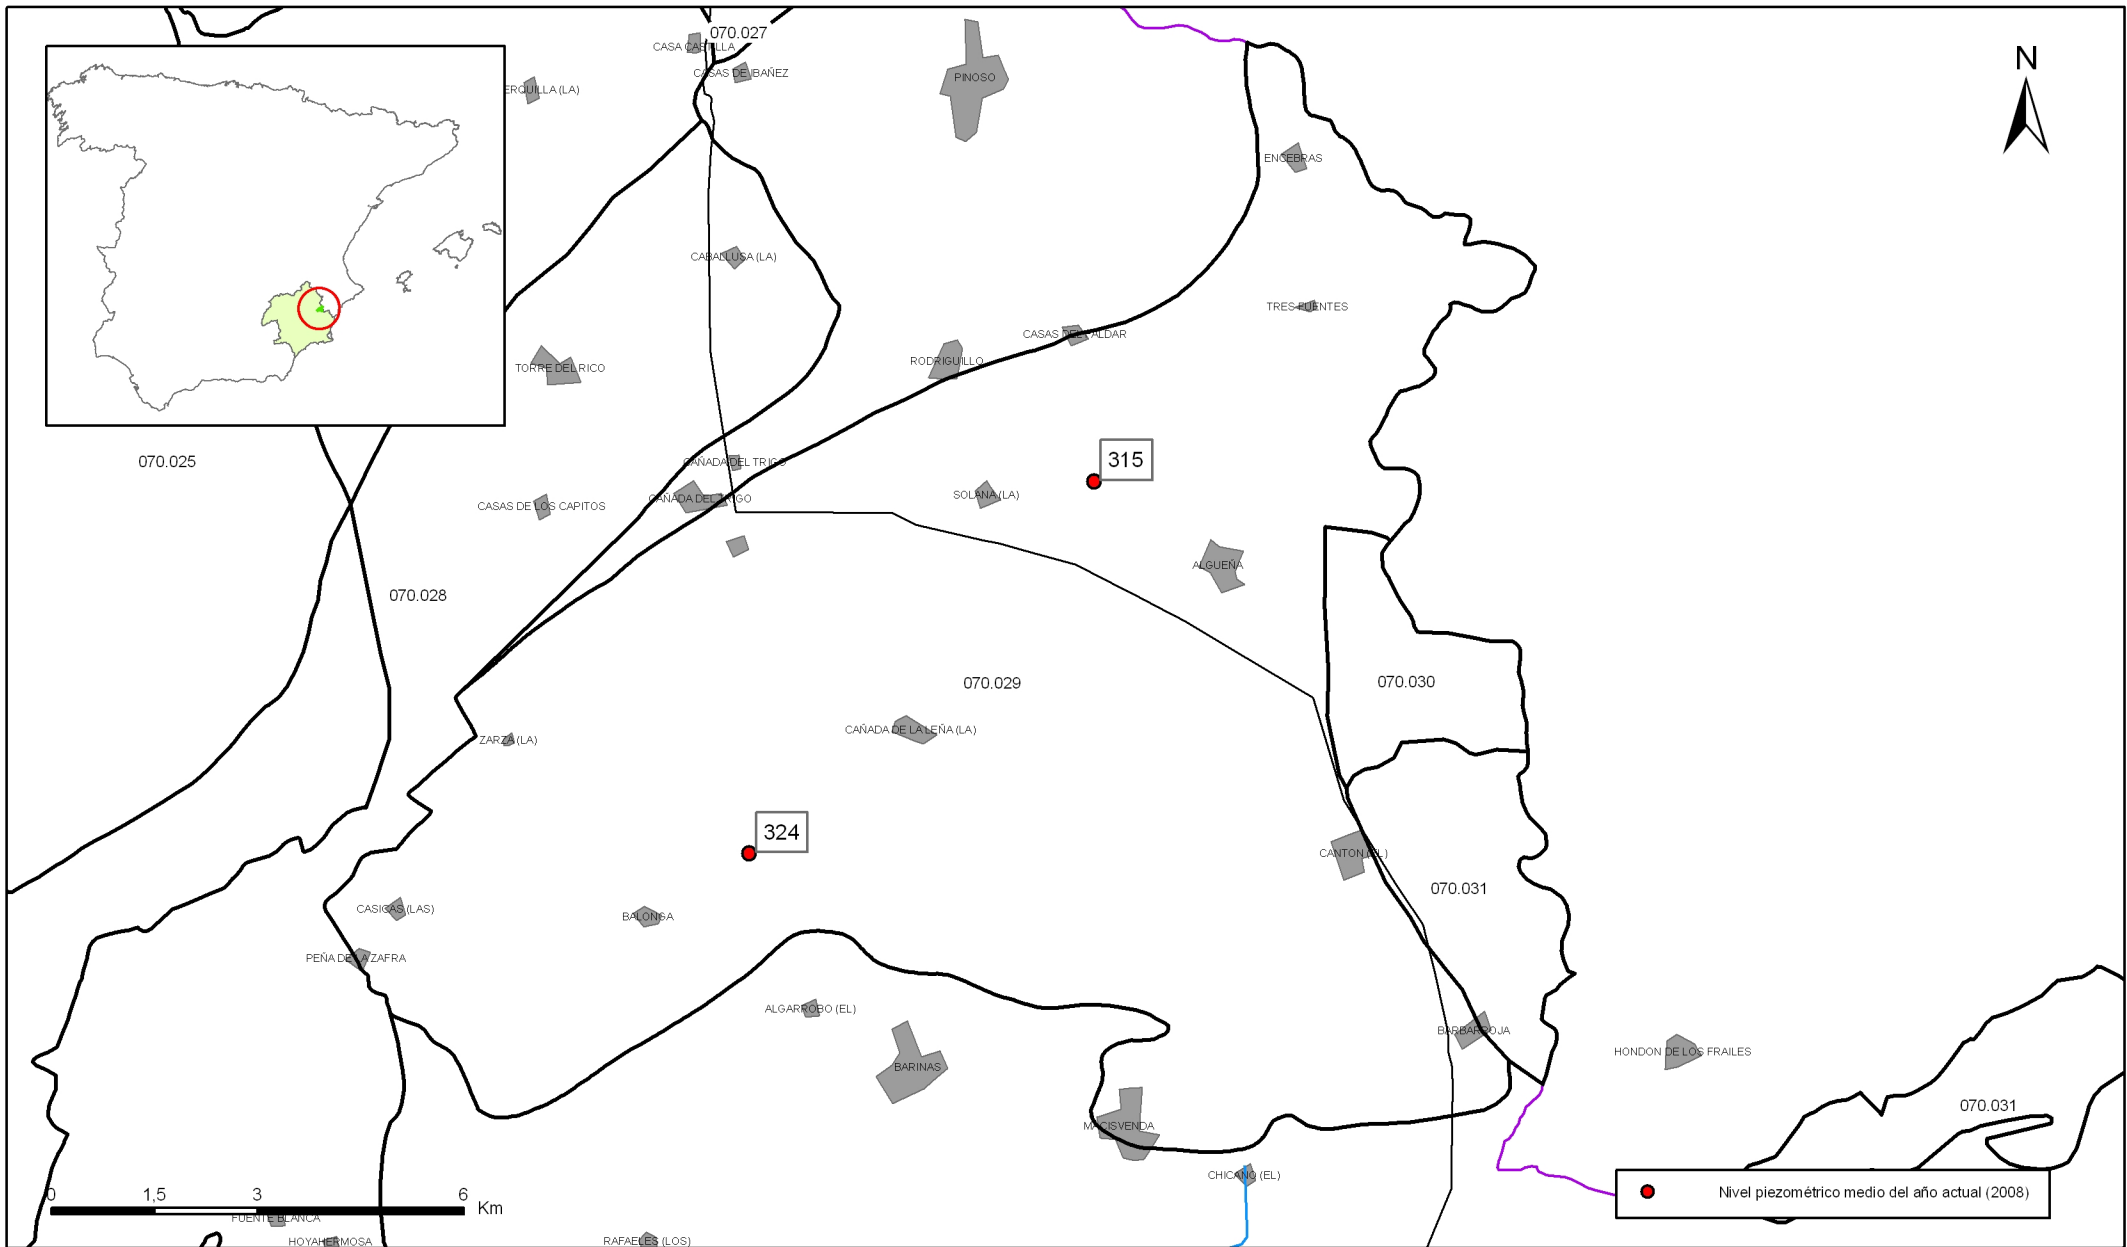 070.027
CASA CASTILLA
CASAS DE IBAÑEZ
PINOSO
N
ERQUILLA (LA)
ENCEBRAS
CABALLUSA (LA)
TRES FUENTES
CASAS DEL FALDAR
RODRIGUILLO
TORRE DEL RICO
070.025
CAÑADA DEL TRIGO
315
CAÑADA DEL TRIGO
SOLANA (LA)
CASAS DE LOS CAPITOS
ALGUEÑA
070.028
070.029
070.030
CAÑADA DE LA LEÑA (LA)
ZARZA (LA)
324
CANTON (EL)
070.031
CASICAS (LAS)
BALONGA
PEÑA DE LA ZAFRA
ALGARROBO (EL)
BARBARROJA
HONDON DE LOS FRAILES
BARINAS
070.031
MACISVENDA
CHICANO (EL)
0 1,5 3 6 Km
Nivel piezométrico medio del año actual (2008)
FUENTE BLANCA
HOYAHERMOSA
RAFAELES (LOS)